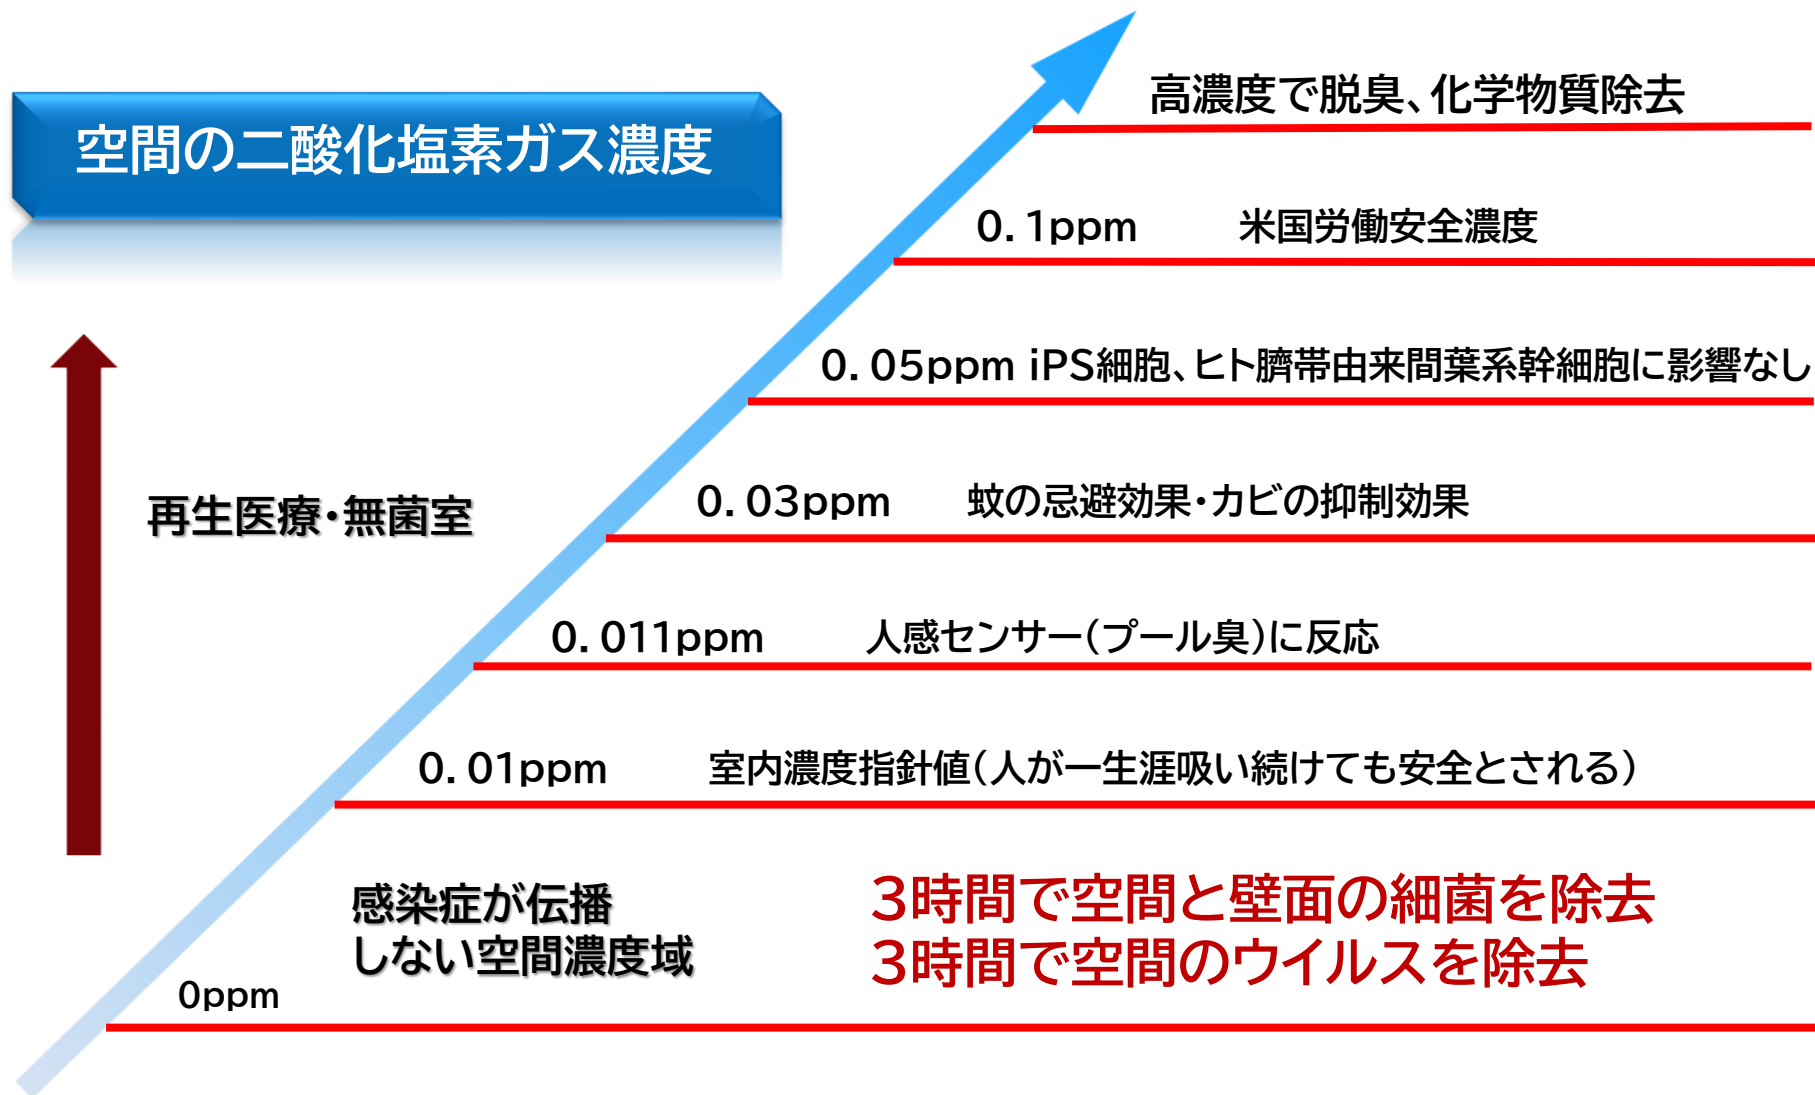 高濃度で脱臭、化学物質除去
空間の二酸化塩素ガス濃度
0.1ppm 米国労働安全濃度
0.05ppm iPS細胞、ヒト臍帯由来間葉系幹細胞に影響なし
再生医療・無菌室
0.03ppm 蚊の忌避効果・カビの抑制効果
0.011ppm 人感センサー(プール臭)に反応
0.01ppm 室内濃度指針値(人が一生涯吸い続けても安全とされる)
感染症が伝播
しない空間濃度域
3時間で空間と壁面の細菌を除去
3時間で空間のウイルスを除去
0ppm